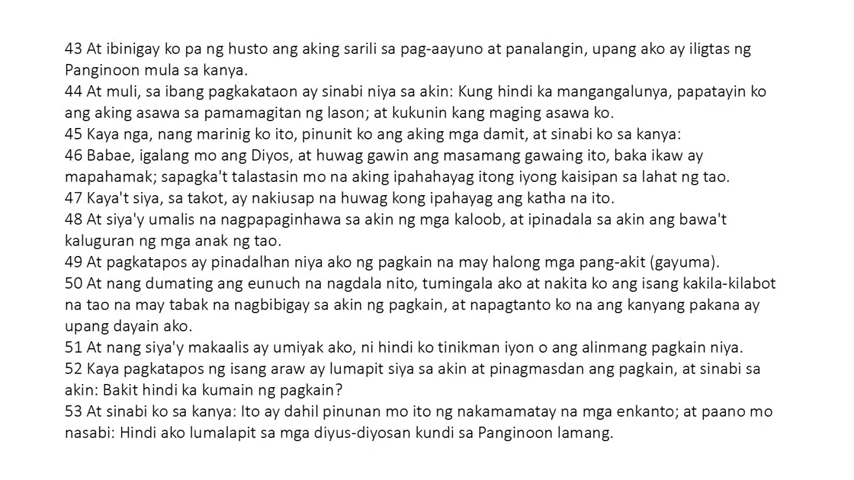 43 At ibinigay ko pa ng husto ang aking sarili sa pag-aayuno at panalangin, upang ako ay iligtas ng
Panginoon mula sa kanya.
44 At muli, sa ibang pagkakataon ay sinabi niya sa akin: Kung hindi ka mangangalunya, papatayin ko
ang aking asawa sa pamamagitan ng lason; at kukunin kang maging asawa ko.
45 Kaya nga, nang marinig ko ito, pinunit ko ang aking mga damit, at sinabi ko sa kanya:
46 Babae, igalang mo ang Diyos, at huwag gawin ang masamang gawaing ito, baka ikaw ay
mapahamak; sapagka't talastasin mo na aking ipahahayag itong iyong kaisipan sa lahat ng tao.
47 Kaya't siya, sa takot, ay nakiusap na huwag kong ipahayag ang katha na ito.
48 At siya'y umalis na nagpapaginhawa sa akin ng mga kaloob, at ipinadala sa akin ang bawa't
kaluguran ng mga anak ng tao.
49 At pagkatapos ay pinadalhan niya ako ng pagkain na may halong mga pang-akit (gayuma).
50 At nang dumating ang eunuch na nagdala nito, tumingala ako at nakita ko ang isang kakila-kilabot
na tao na may tabak na nagbibigay sa akin ng pagkain, at napagtanto ko na ang kanyang pakana ay
upang dayain ako.
51 At nang siya'y makaalis ay umiyak ako, ni hindi ko tinikman iyon o ang alinmang pagkain niya.
52 Kaya pagkatapos ng isang araw ay lumapit siya sa akin at pinagmasdan ang pagkain, at sinabi sa
akin: Bakit hindi ka kumain ng pagkain?
53 At sinabi ko sa kanya: Ito ay dahil pinunan mo ito ng nakamamatay na mga enkanto; at paano mo
nasabi: Hindi ako lumalapit sa mga diyus-diyosan kundi sa Panginoon lamang.